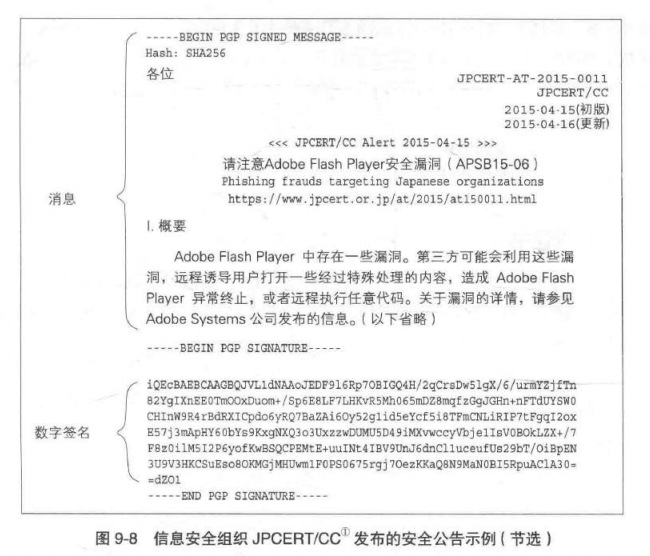 -----BEGIN PGP SIGNED MESSAGE-----
Hash: SHA256
各位
JPCERT-AT-2015-0011
JPCERT/CC
2015-04-15(初版)
2015-04-16(更新)
<<< JPCERT/CC Alert 2015-04-15 >>>
请注意Adobe Flash Player安全漏洞（APSB15-06）
Phishing frauds targeting Japanese organizations
https://www.jpcert.or.jp/at/2015/at150011.html
消息
I. 概要
Adobe Flash Player 中存在一些漏洞。第三方可能会利用这些漏
洞，远程诱导用户打开一些经过特殊处理的内容，造成 Adobe Flash
Player 异常终止，或者远程执行任意代码。关于漏洞的详情，请参见
Adobe Systems 公司发布的信息。（以下省略）
-----BEGIN PGP SIGNATURE-----
iQEcBAEBCAAGBQJVL1dNAAoJEDF9l6Rp7OBIGQ4H/2qCrsDw5lgX/6/urmYZjfTn
82YgIXnEE0TmOOxDuom+/Sp6E8LF7LHKvR5Mh065mDZ8mqfzGgJGHn+nFTdUYSW0
CHInW9R4rBdRXICpdo6yRQ7BaZAi6Oy52g1id5eYcf5i8TFmCNLiRIP7tFgqI2ox
数字签名
E57j3mApHY60bYs9KxgNXQ3o3UxzzwDUMU5D49iMXvwccyVbje1IsV0BOkLZX+/7
F8z0ilM5I2P6yofKwBSQCPEMtE+uuINt4IBV9UnJ6dnCl1uceufUs29bT/OiBpEN
3U9V3HKCSuEso8OKMGjMHUwm1F0PS0675rgj7OezKKaQ8N9MaN0BI5RpuAClA30=
=dZO1
-----END PGP SIGNATURE-----
图 9-8 信息安全组织 JPCERT/CC① 发布的安全公告示例（节选）